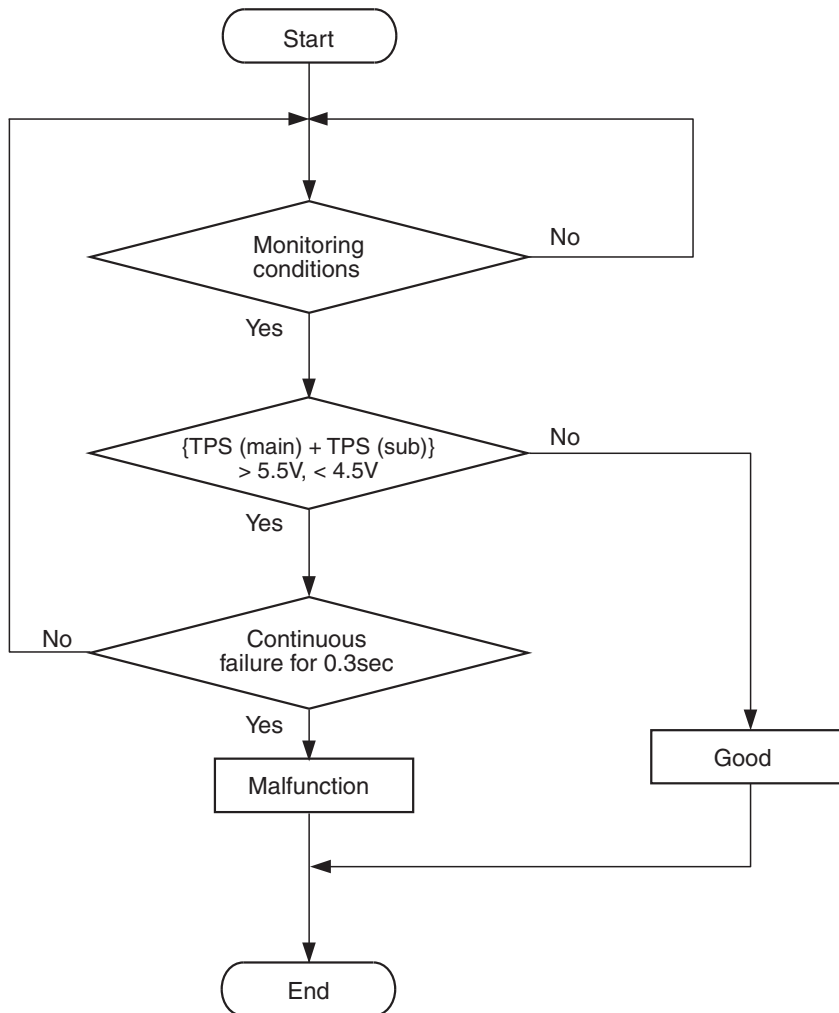 Start
Monitoring
conditions
No
Yes
{TPS (main) + TPS (sub)}
> 5.5V, < 4.5V
No
Yes
Continuous
failure for 0.3sec
No
Yes
Malfunction
Good
End